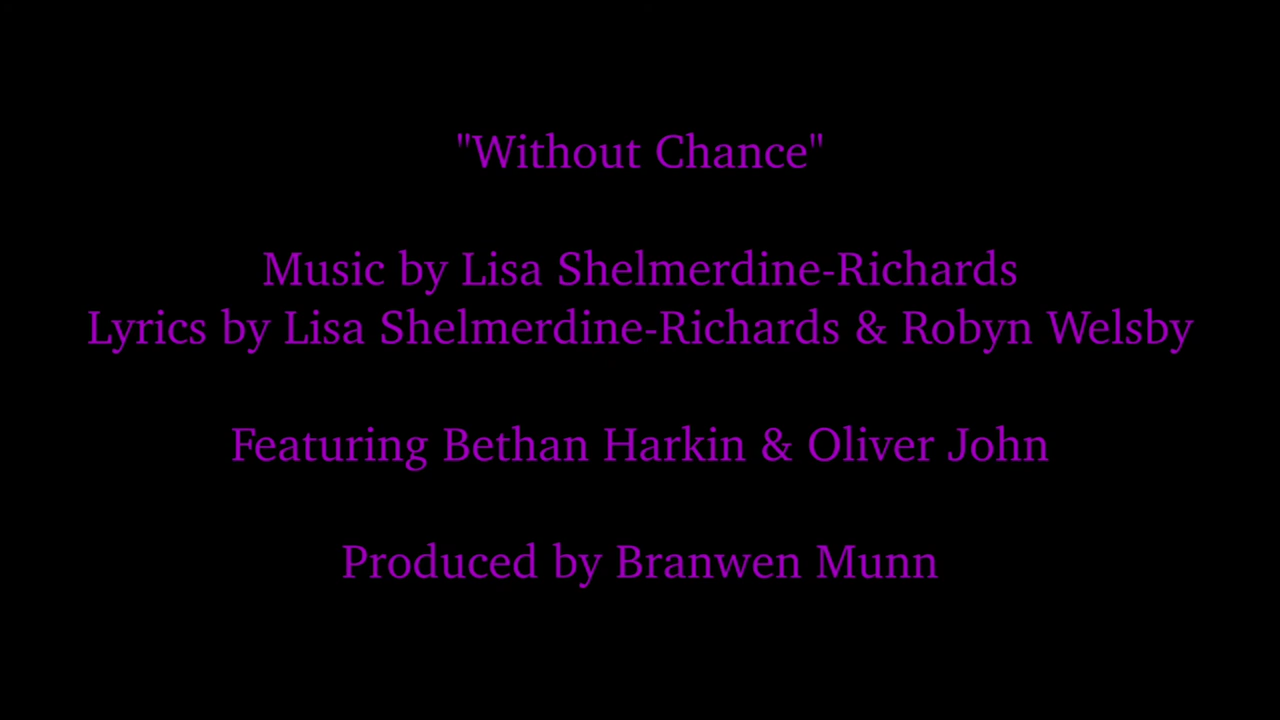 "Without Chance"
Music by Lisa Shelmerdine-Richards
Lyrics by Lisa Shelmerdine-Richards & Robyn Welsby
Featuring Bethan Harkin & Oliver John
Produced by Branwen Munn